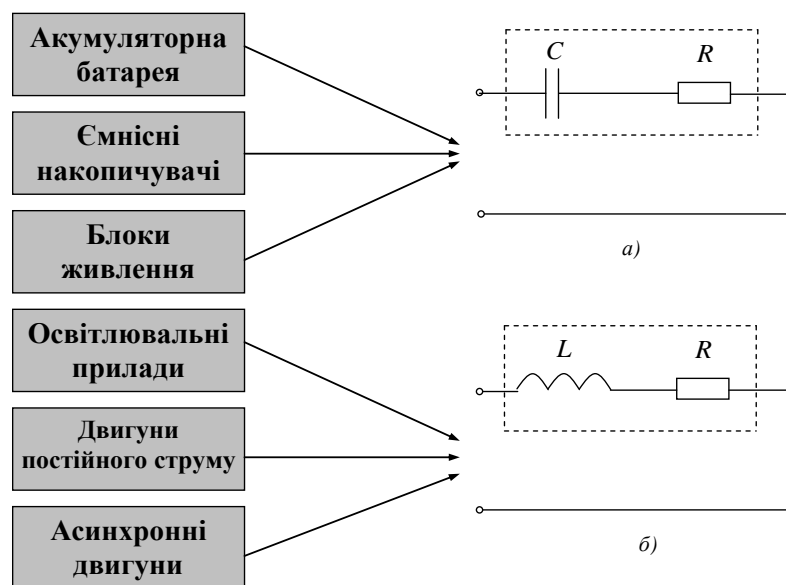 Акумуляторна
батарея
Ємнісні
накопичувачі
Блоки
живлення
Освітлювальні
прилади
Двигуни
постійного струму
Асинхронні
двигуни
C
R
а)
L
R
б)